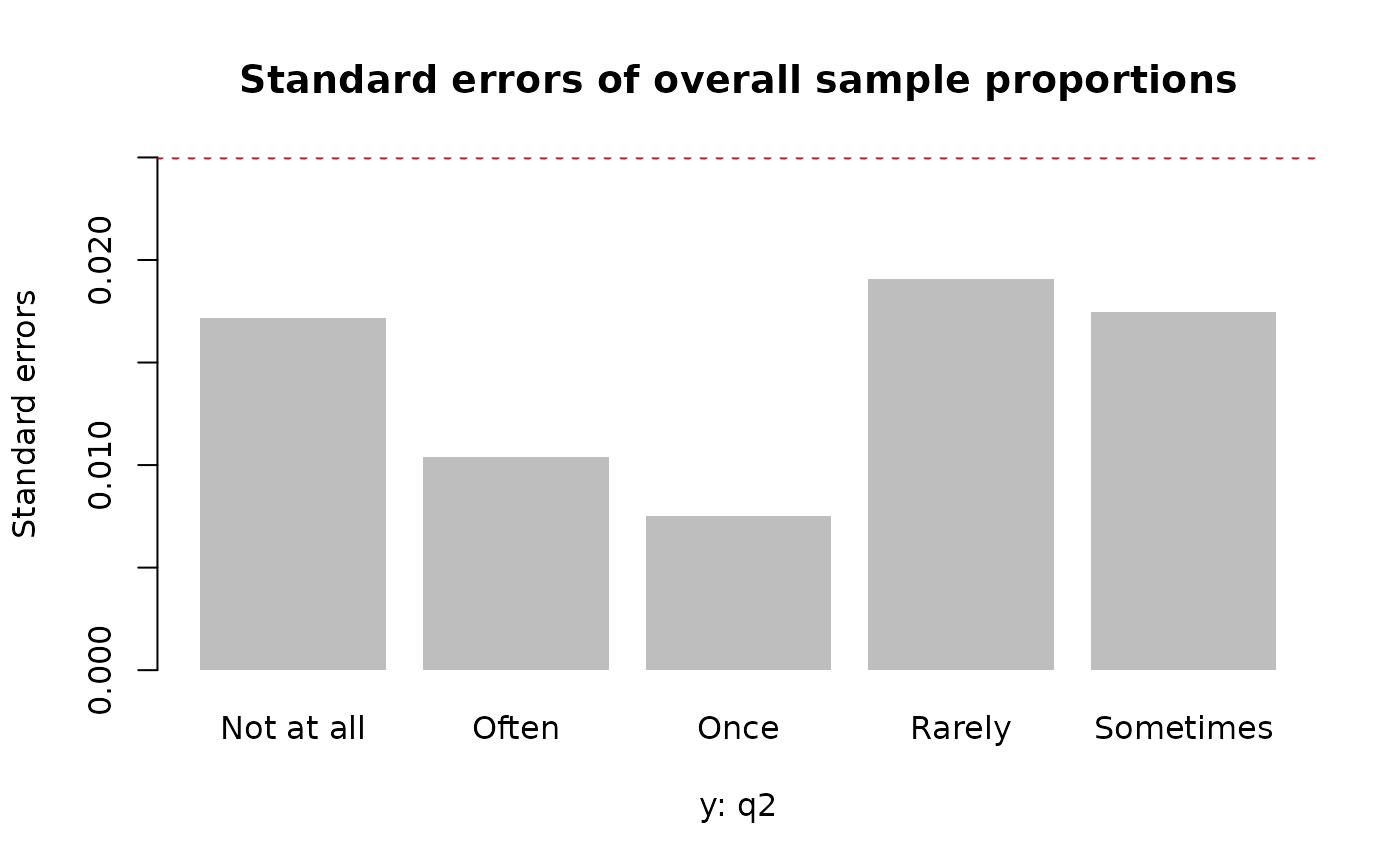 Standard errors of overall sample proportions
Standard errors
0.020
0.010
0.000
Not at all
Often
Once
Rarely
Sometimes
y: q2